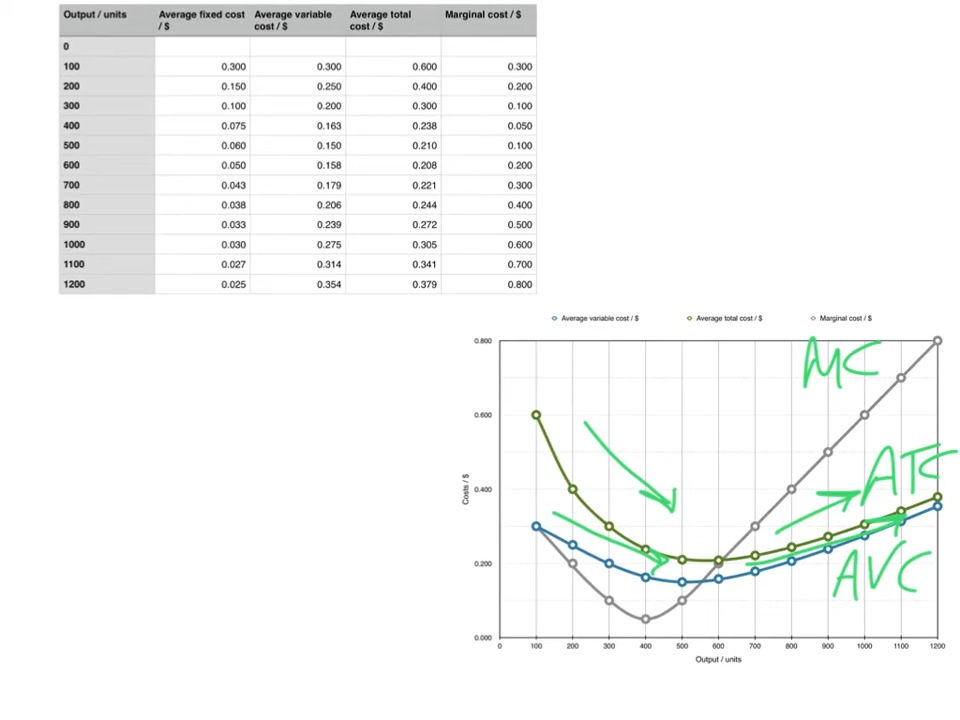 Output / units Average fixed cost / $ Average variable cost / $ Average total cost / $ Marginal cost / $
0
100 0.300 0.300 0.600 0.300
200 0.150 0.250 0.400 0.200
300 0.100 0.200 0.300 0.100
400 0.075 0.163 0.238 0.050
500 0.060 0.150 0.210 0.100
600 0.050 0.158 0.208 0.200
700 0.043 0.179 0.221 0.300
800 0.038 0.206 0.244 0.400
900 0.033 0.239 0.272 0.500
1000 0.030 0.275 0.305 0.600
1100 0.027 0.314 0.341 0.700
1200 0.025 0.354 0.379 0.800
Average variable cost / $ Average total cost / $ Marginal cost / $
0.800
MC
0.600
ATC
Costs / $
0.400
0.200
AVC
0.000
0 100 200 300 400 500 600 700 800 900 1000 1100 1200
Output / units